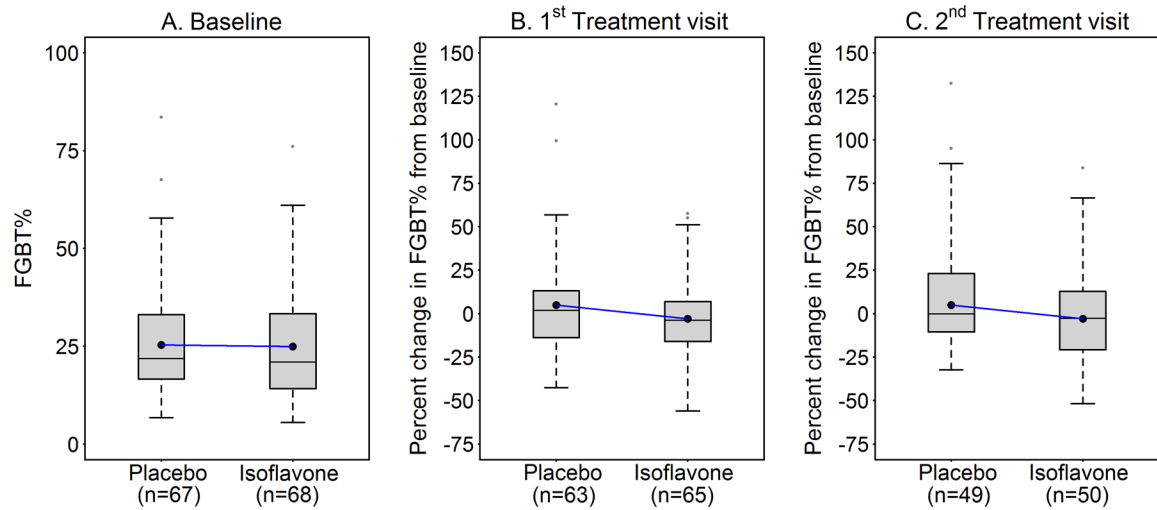 A. Baseline
FGBT%
100
75
50
25
0
Placebo
(n=67)
Isoflavone
(n=68)
B. 1st Treatment visit
Percent change in FGBT% from baseline
150
125
100
75
50
25
0
-25
-50
-75
Placebo
(n=63)
Isoflavone
(n=65)
C. 2nd Treatment visit
Percent change in FGBT% from baseline
150
125
100
75
50
25
0
-25
-50
-75
Placebo
(n=49)
Isoflavone
(n=50)